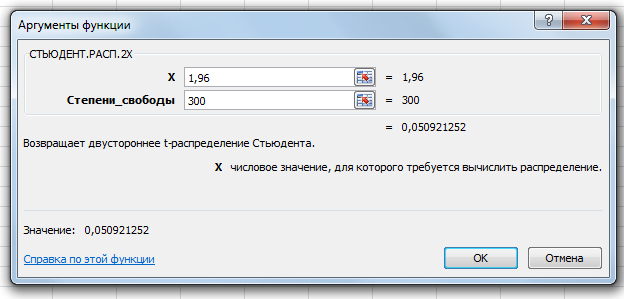 Аргументы функции
СТЬЮДЕНТ.РАСП.2Х
X 1,96 = 1,96
Степени_свободы 300 = 300
= 0,050921252
Возвращает двустороннее t-распределение Стьюдента.
X числовое значение, для которого требуется вычислить распределение.
Значение: 0,050921252
Справка по этой функции
ОК
Отмена